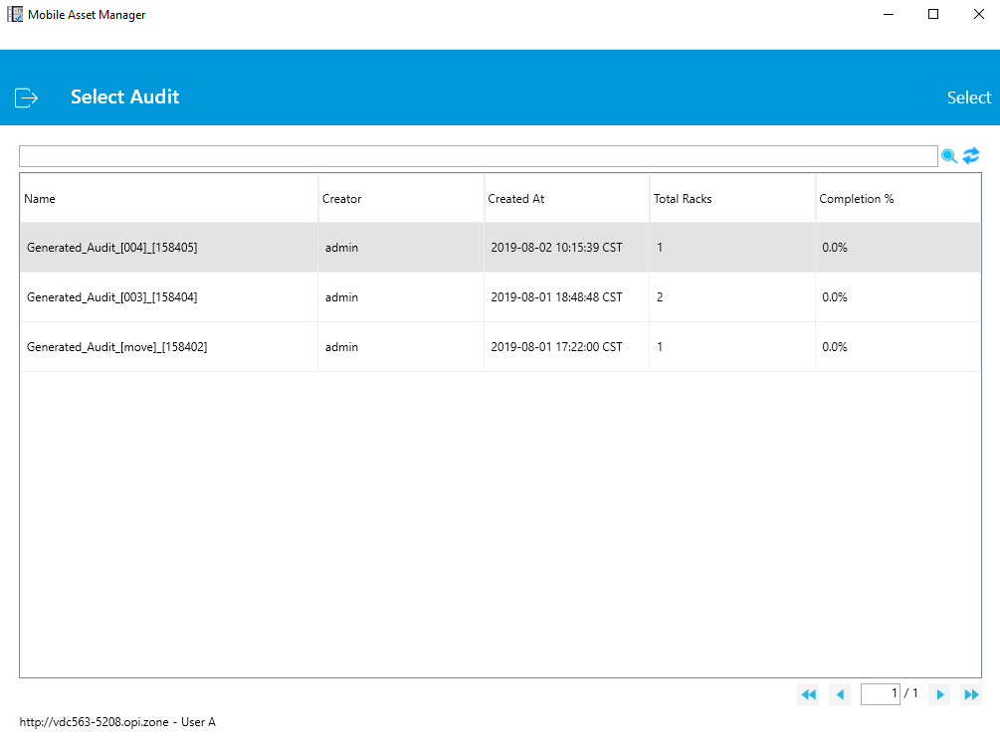 Mobile Asset Manager
Select Audit Select
Name Creator Created At Total Racks Completion %
Generated_Audit_[004]_[158405] admin 2019-08-02 10:15:39 CST 1 0.0%
Generated_Audit_[003]_[158404] admin 2019-08-01 18:48:48 CST 2 0.0%
Generated_Audit_[move]_[158402] admin 2019-08-01 17:22:00 CST 1 0.0%
1 / 1
http://vdc563-5208.opi.zone - User A